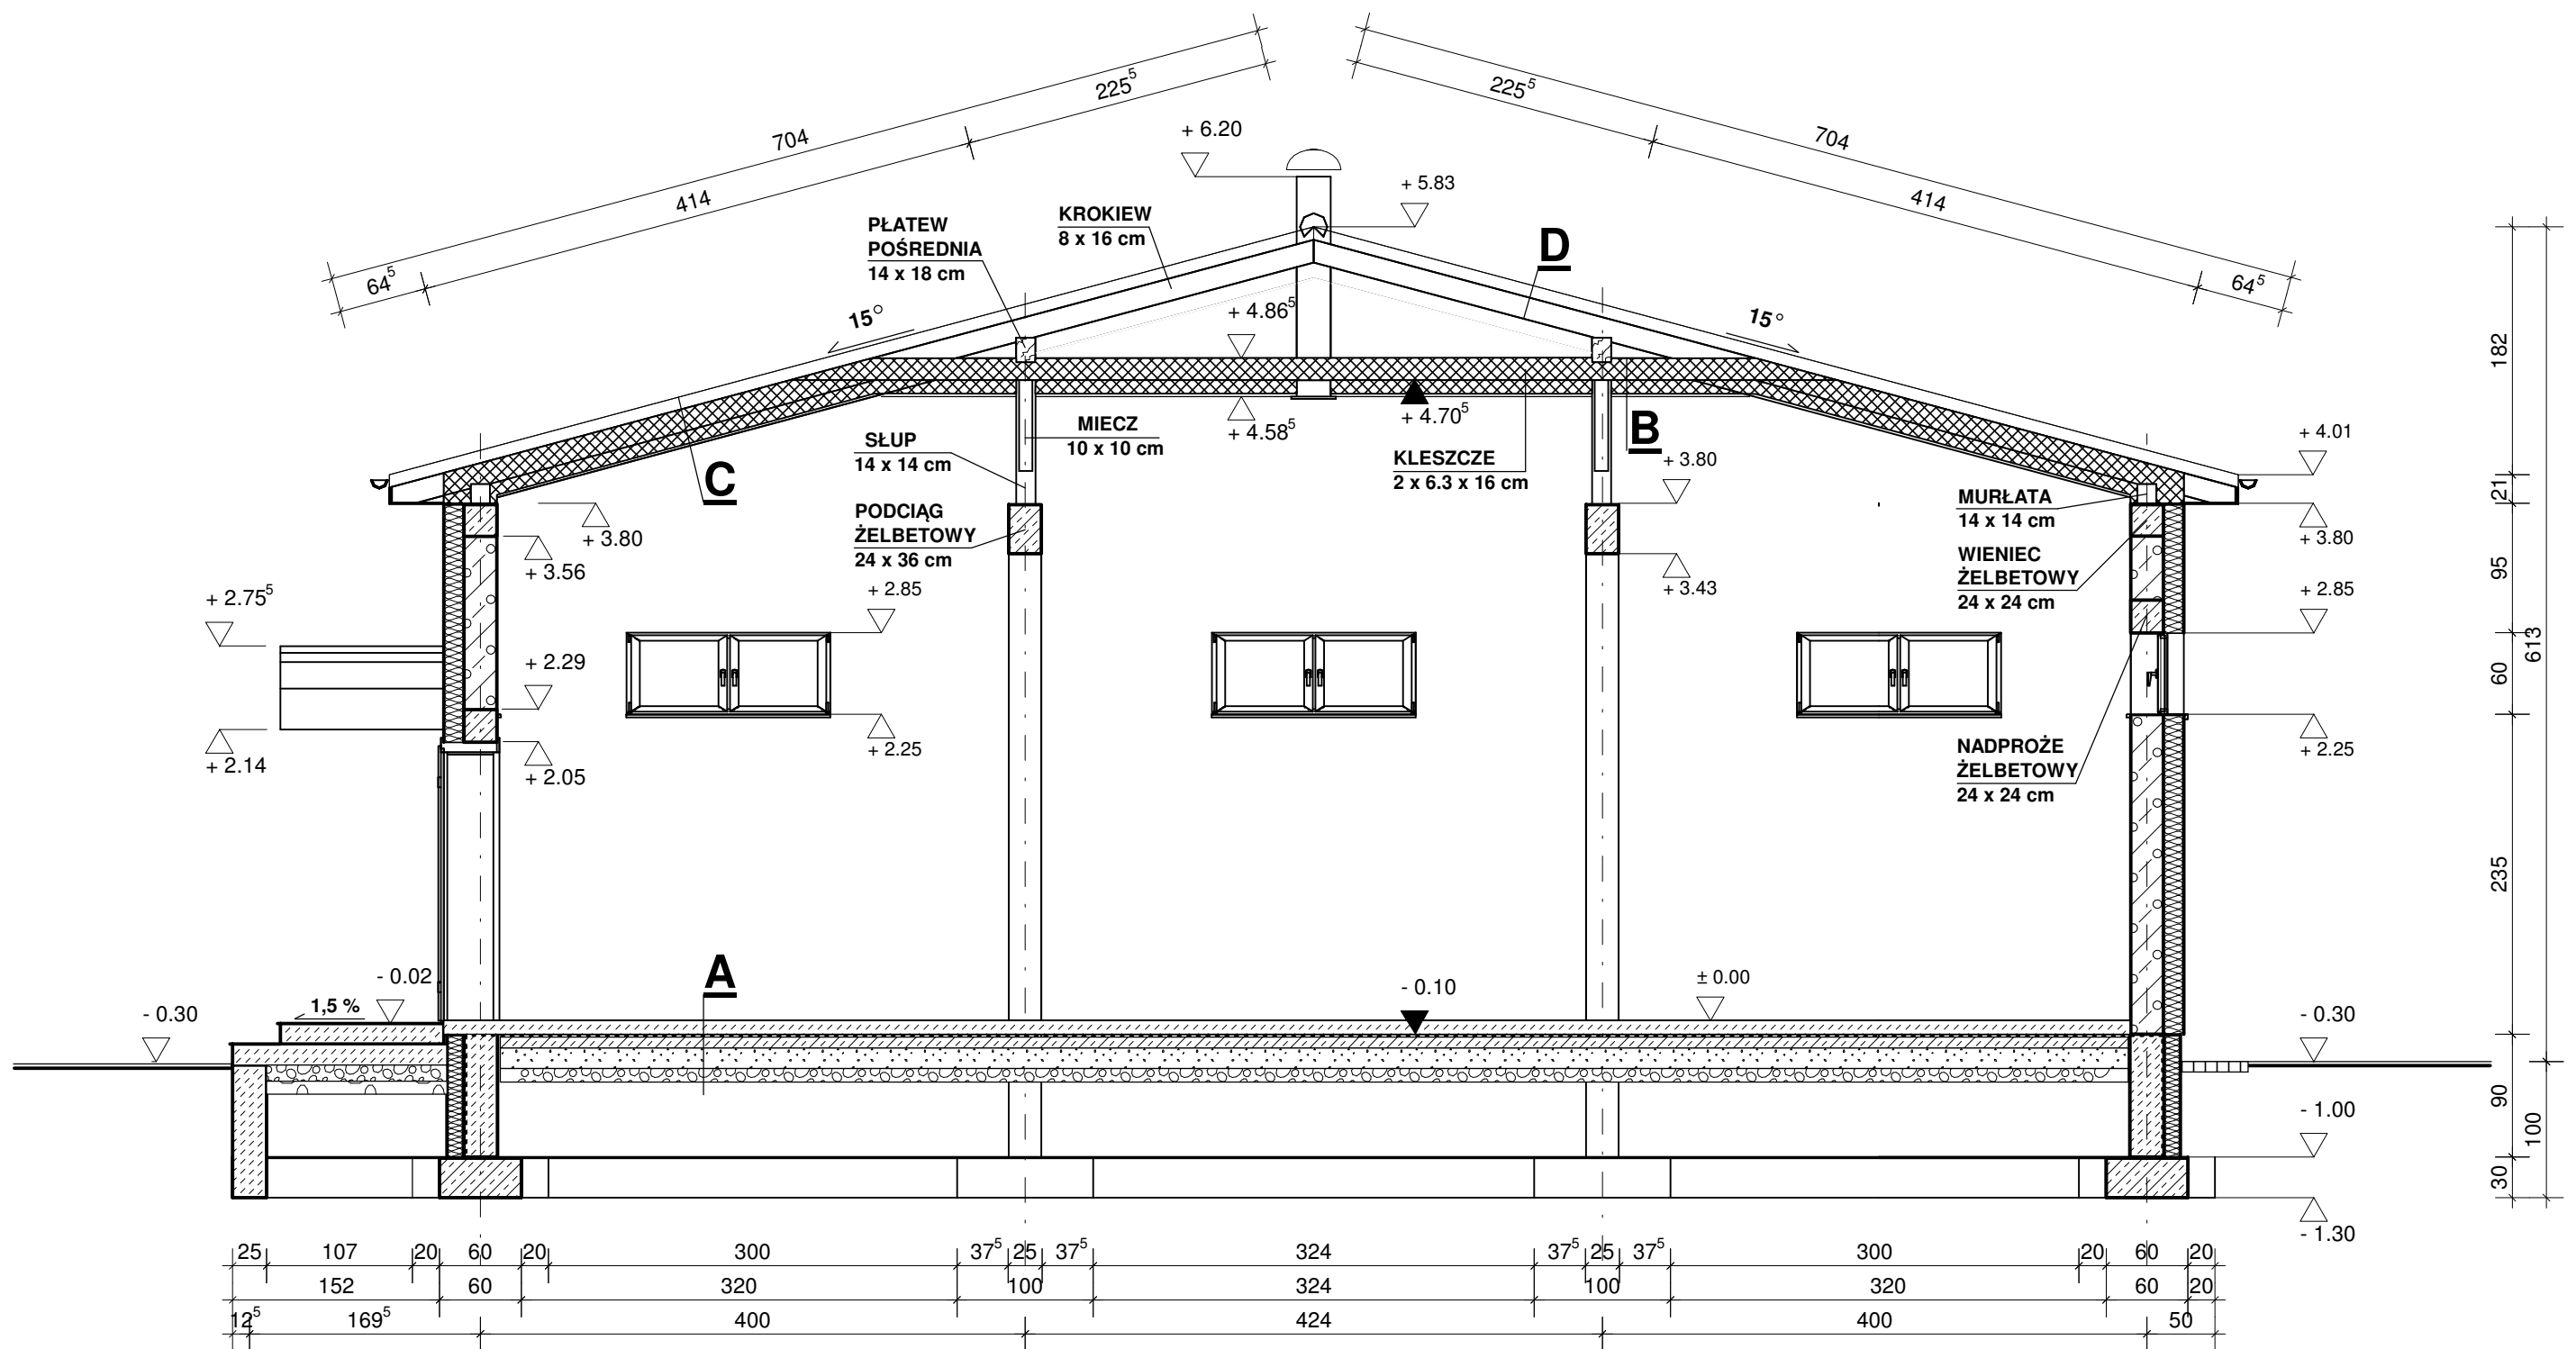 704
225⁵
414
64⁵
704
225⁵
414
64⁵
+ 6.20
+ 5.83
PŁATEW
POŚREDNIA
14 x 18 cm
KROKIEW
8 x 16 cm
D
15°
15°
+ 4.86⁵
+ 4.58⁵
+ 4.70⁵
MIECZ
10 x 10 cm
SŁUP
14 x 14 cm
KLESZCZE
2 x 6.3 x 16 cm
B
C
+ 3.80
+ 4.01
PODCIĄG
ŻELBETOWY
24 x 36 cm
MURŁATA
14 x 14 cm
WIENIEC
ŻELBETOWY
24 x 24 cm
+ 3.80
+ 3.56
+ 3.80
+ 2.85
+ 3.43
+ 2.85
+ 2.75⁵
+ 2.29
+ 2.14
+ 2.05
+ 2.25
+ 2.25
NADPROŻE
ŻELBETOWY
24 x 24 cm
A
- 0.02
1,5 %
- 0.30
- 0.10
± 0.00
- 0.30
- 1.00
- 1.30
182
21
95
60
235
90
30
613
100
25 107 20 60 20 300 37⁵ 25 37⁵ 324 37⁵ 25 37⁵ 300 20 60 20
152 60 320 100 324 100 320 60 20
12⁵ 169⁵ 400 424 400 50